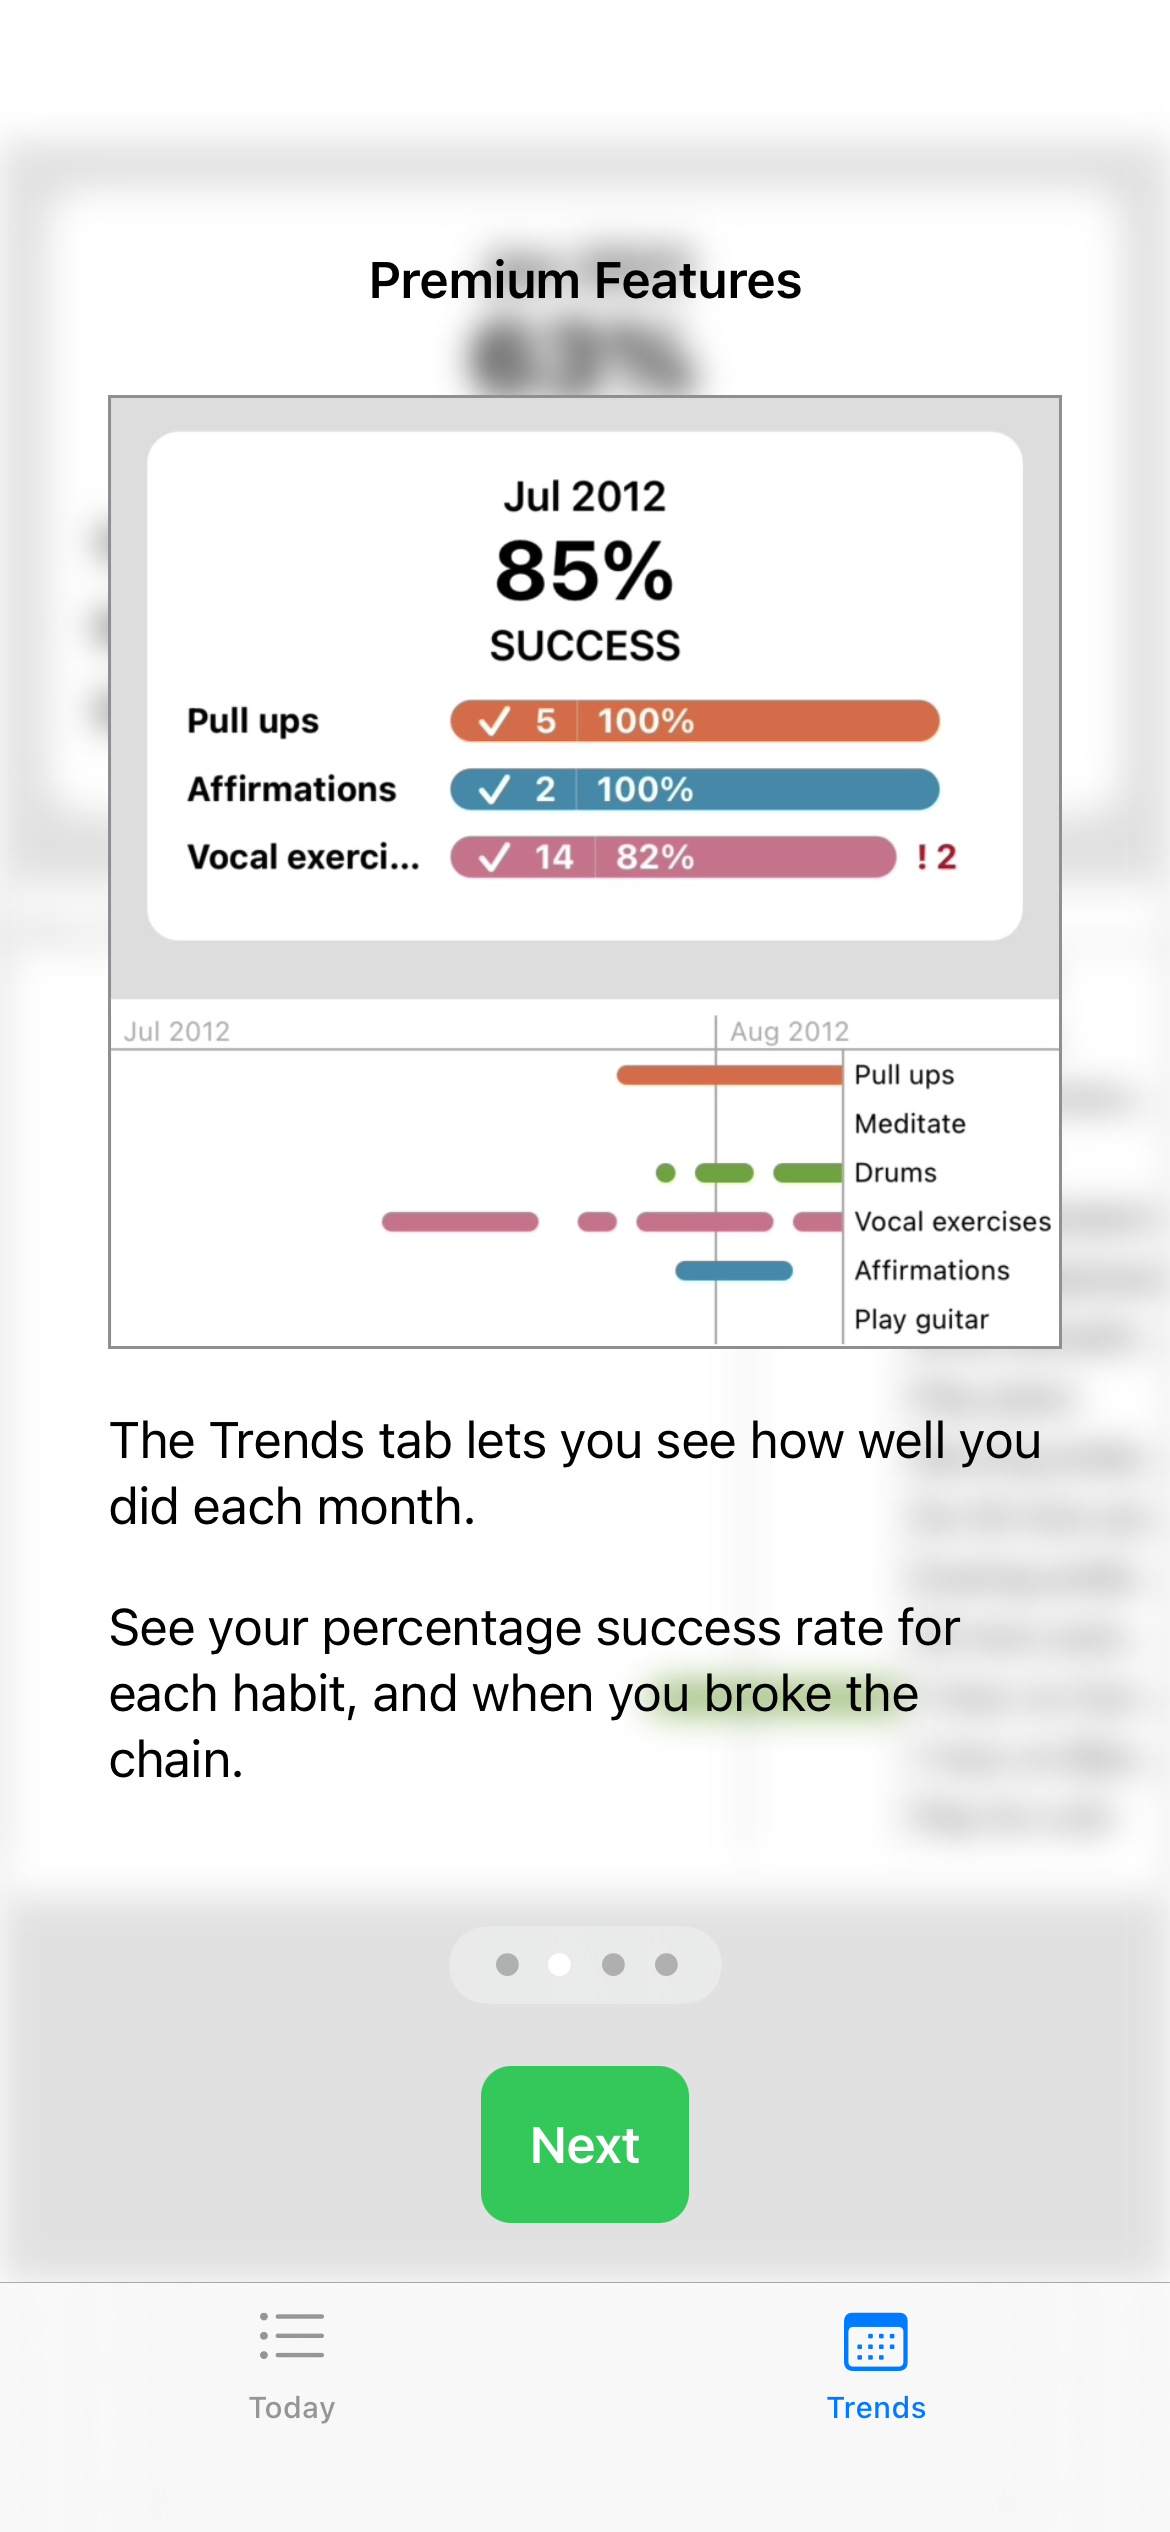 Premium Features
63%
Jul 2012
85%
SUCCESS
Pull ups ✓ 5 100%
Affirmations ✓ 2 100%
Vocal exerci... ✓ 14 82% ! 2
Jul 2012 Aug 2012
Pull ups
Meditate
Drums
Vocal exercises
Affirmations
Play guitar
The Trends tab lets you see how well you
did each month.
See your percentage success rate for
each habit, and when you broke the
chain.
Next
Today Trends